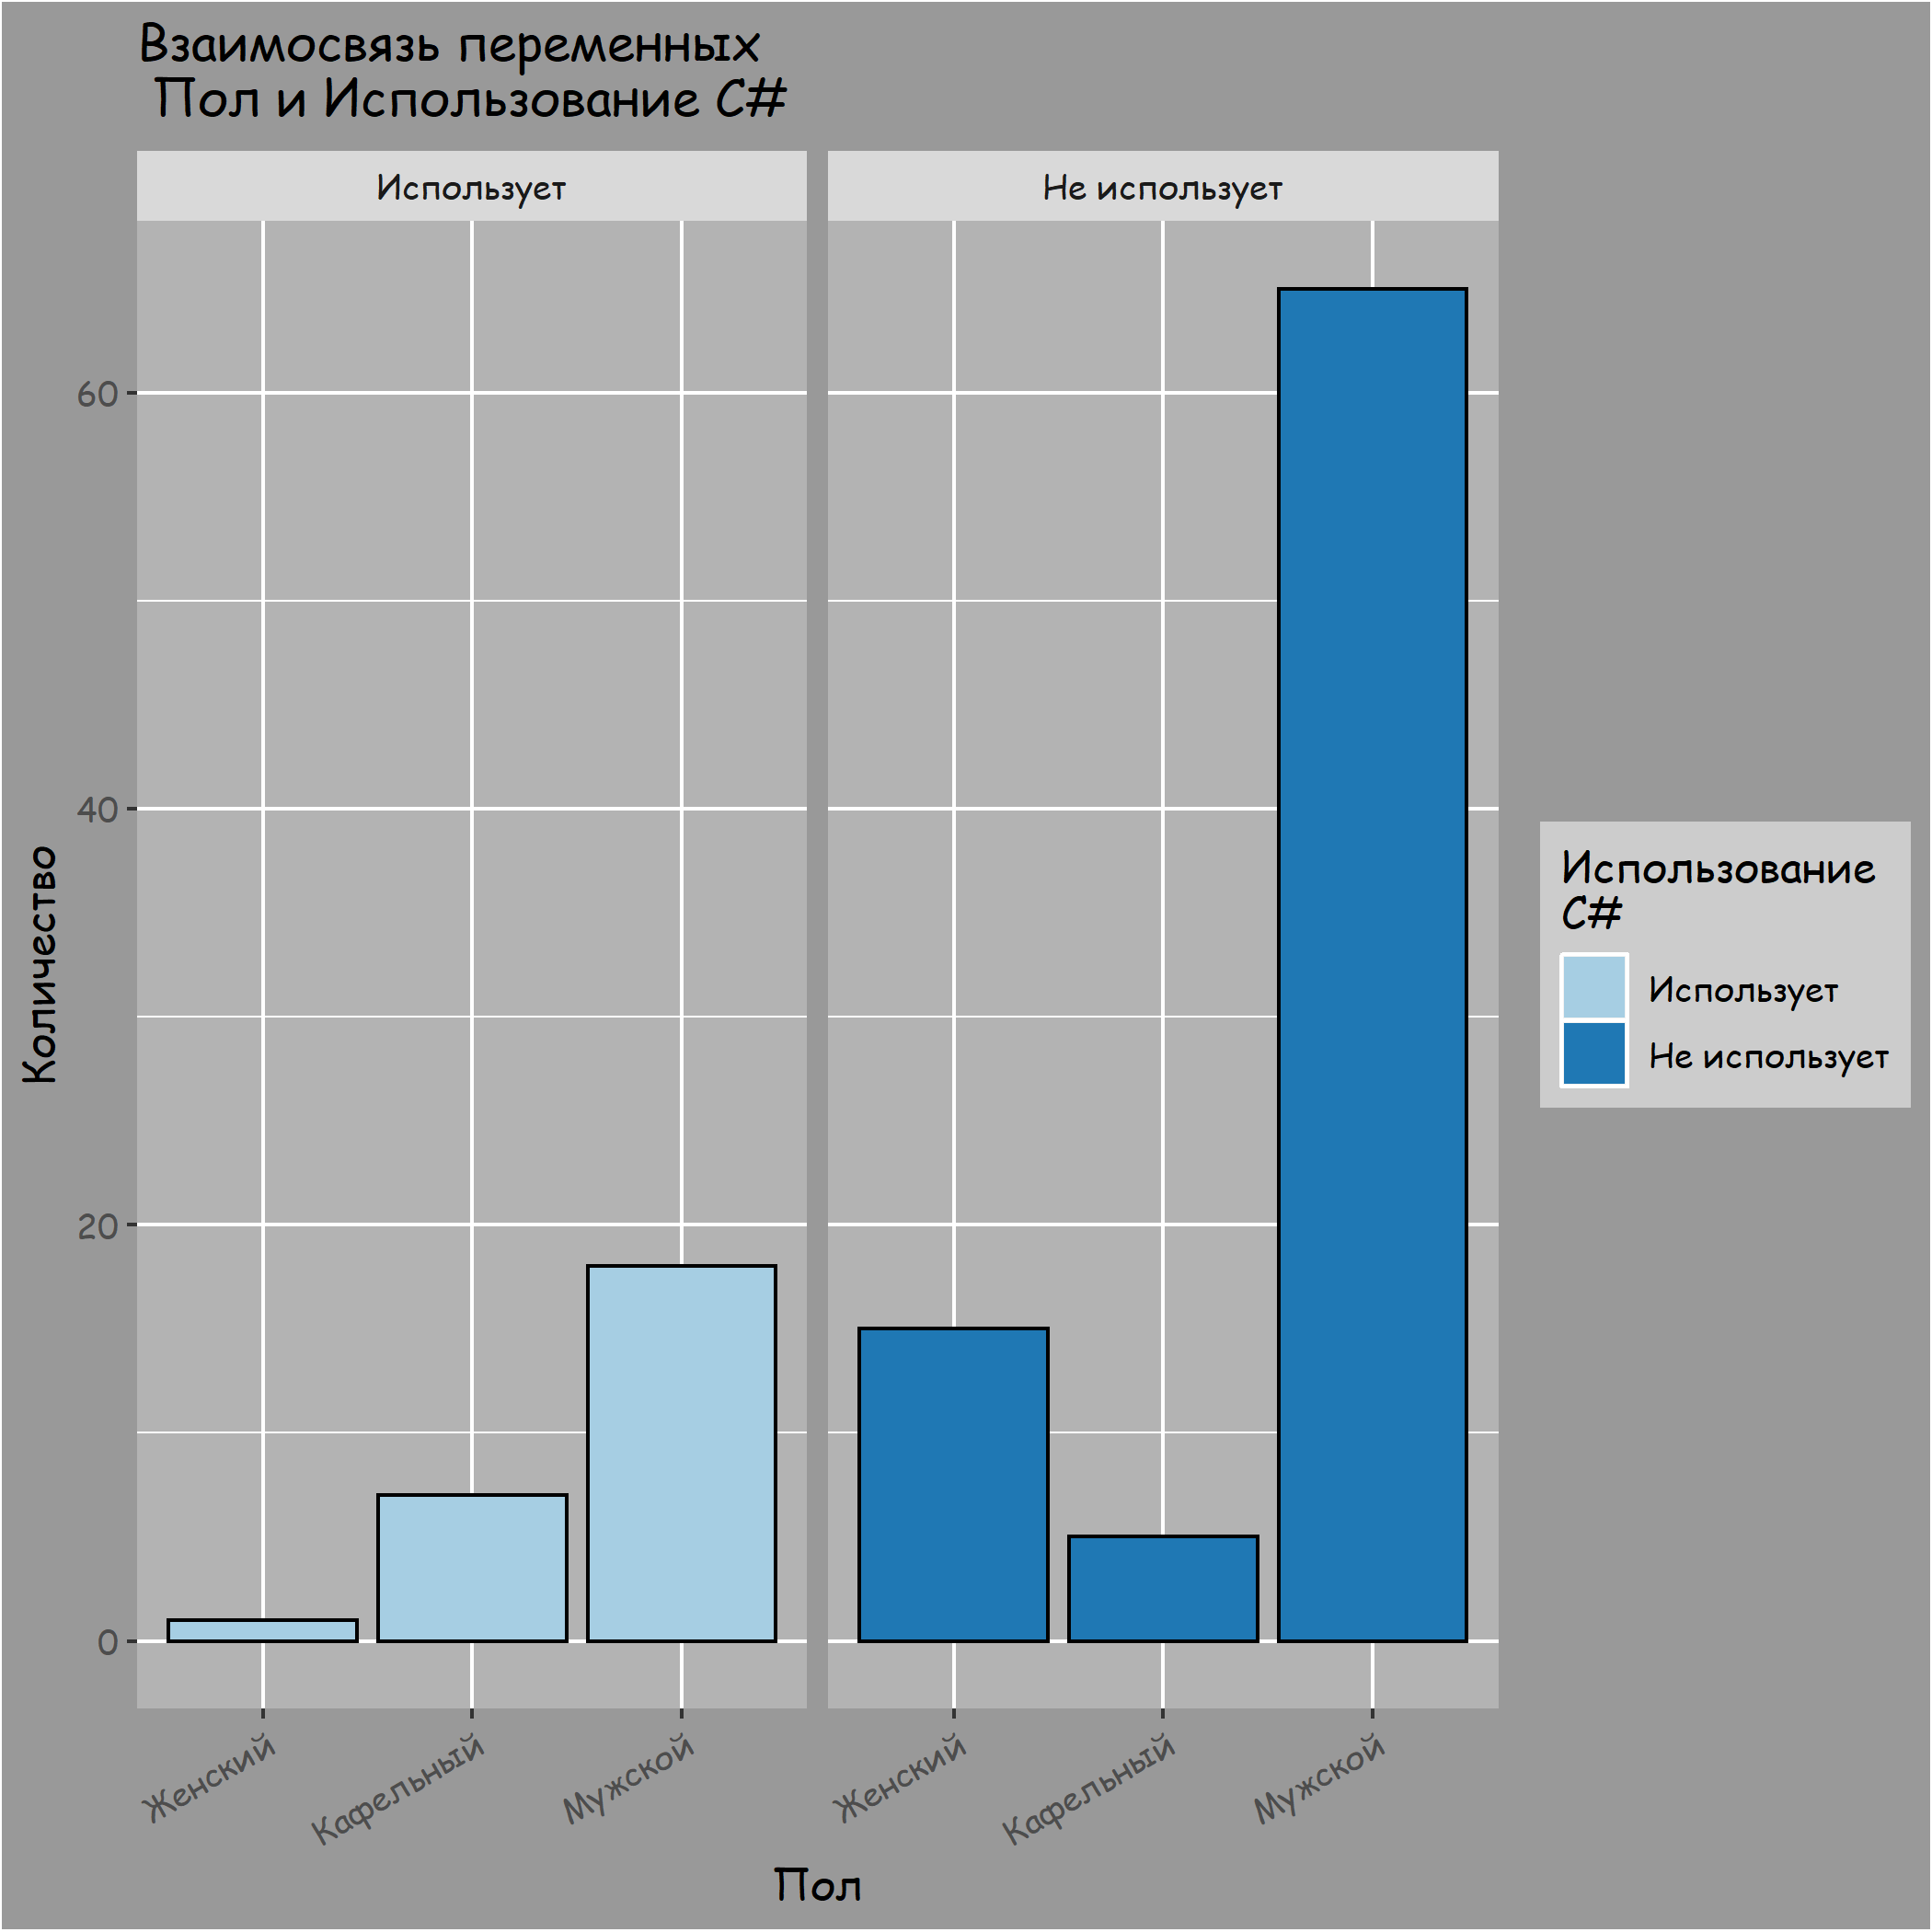 Взаимосвязь переменных
Пол и Использование C#
Использует
Не использует
60
40
20
0
Количество
Женский
Кафельный
Мужской
Женский
Кафельный
Мужской
Пол
Использование
C#
Использует
Не использует